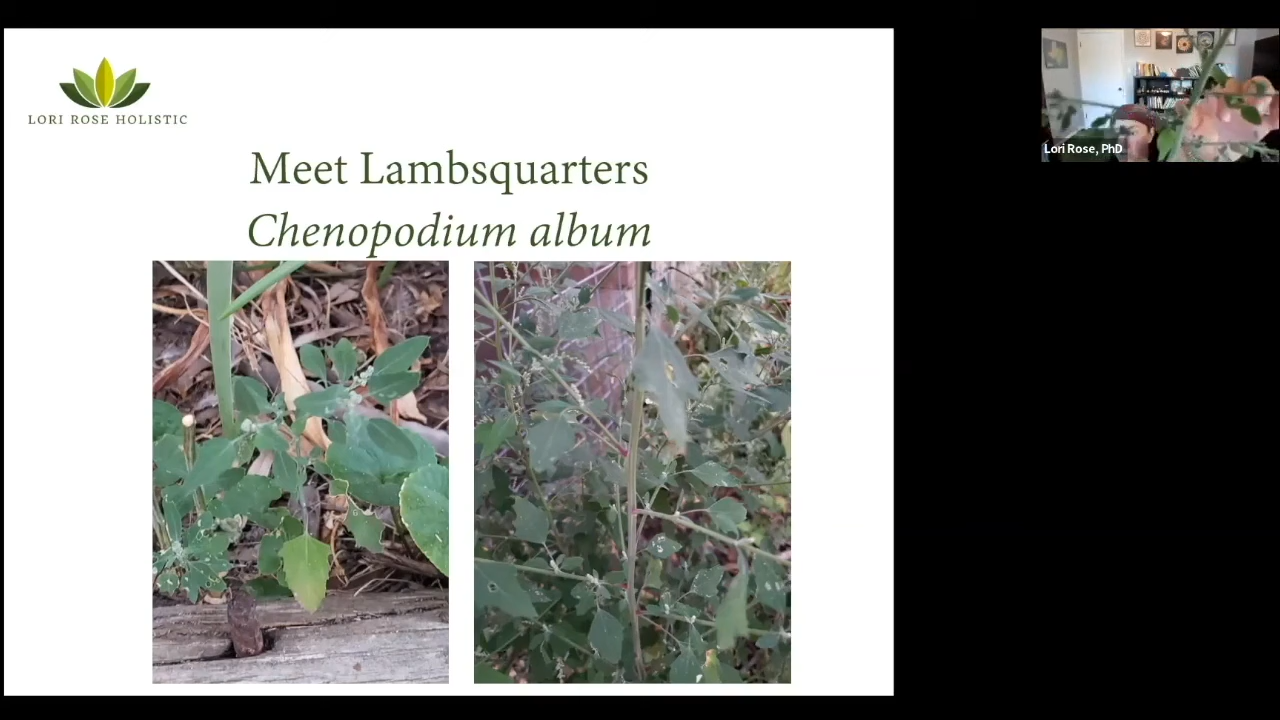 LORI ROSE HOLISTIC
Meet Lambsquarters
Chenopodium album
Lori Rose, PhD